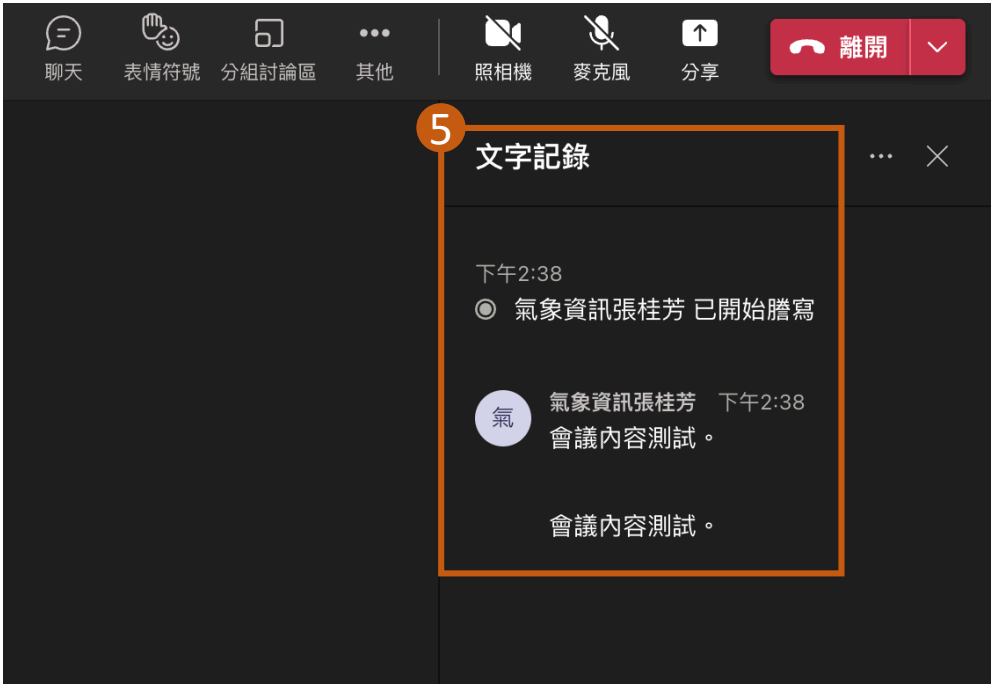 聊天 表情符號 分組討論區 其他 照相機 麥克風 分享 離開
5
文字記錄
下午2:38
氣象資訊張桂芳 已開始謄寫
氣 氣象資訊張桂芳 下午2:38
會議內容測試。
會議內容測試。